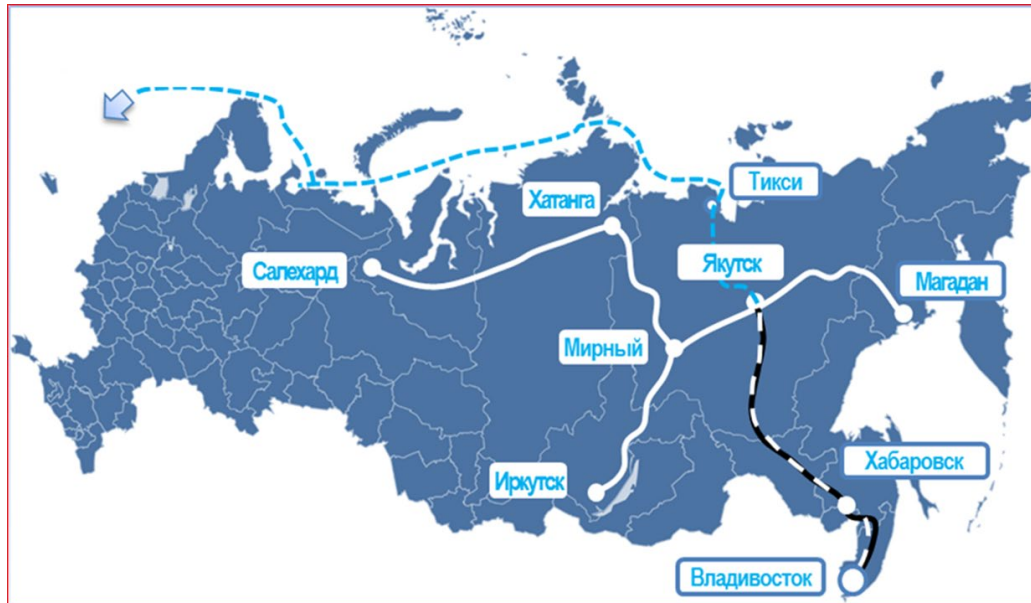 Тикси
Хатанга
Якутск
Салехард
Магадан
Мирный
Хабаровск
Иркутск
Владивосток